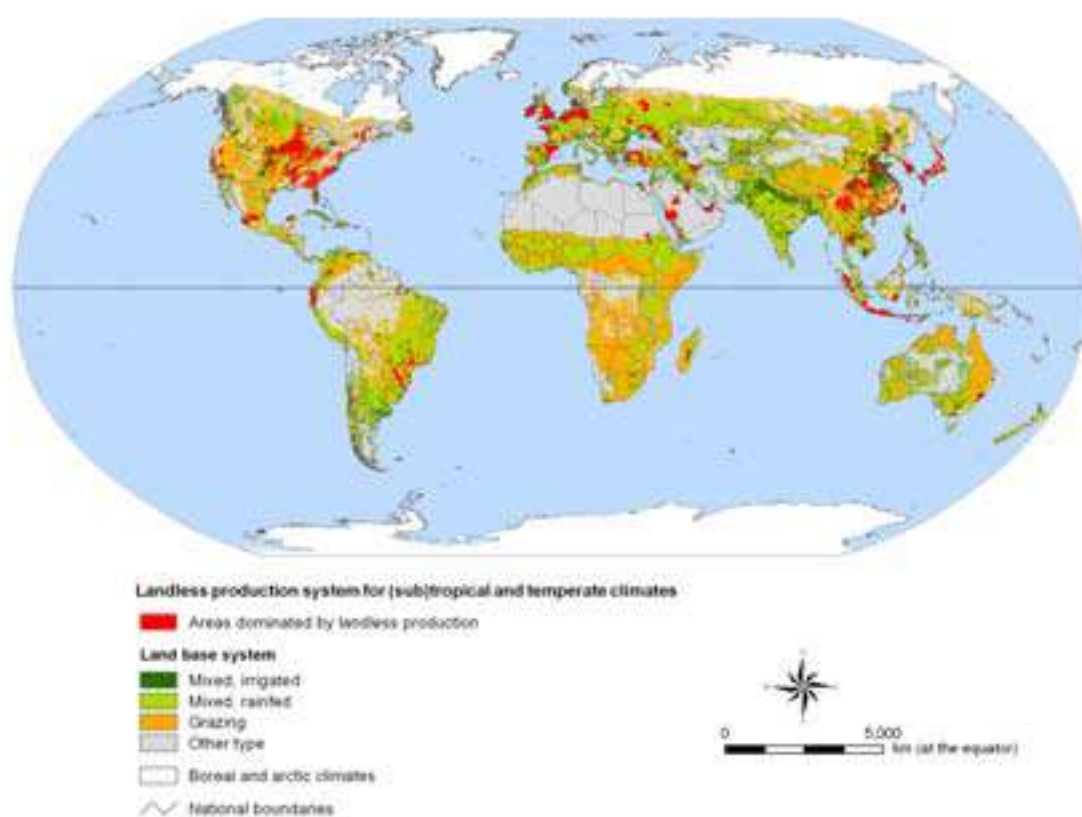 Landless production system for (sub)tropical and temperate climates
Areas dominated by landless production
Land base system
Mixed, irrigated
Mixed, rainfed
Grazing
Other type
Boreal and arctic climates
National boundaries
0 5,000
km (at the equator)